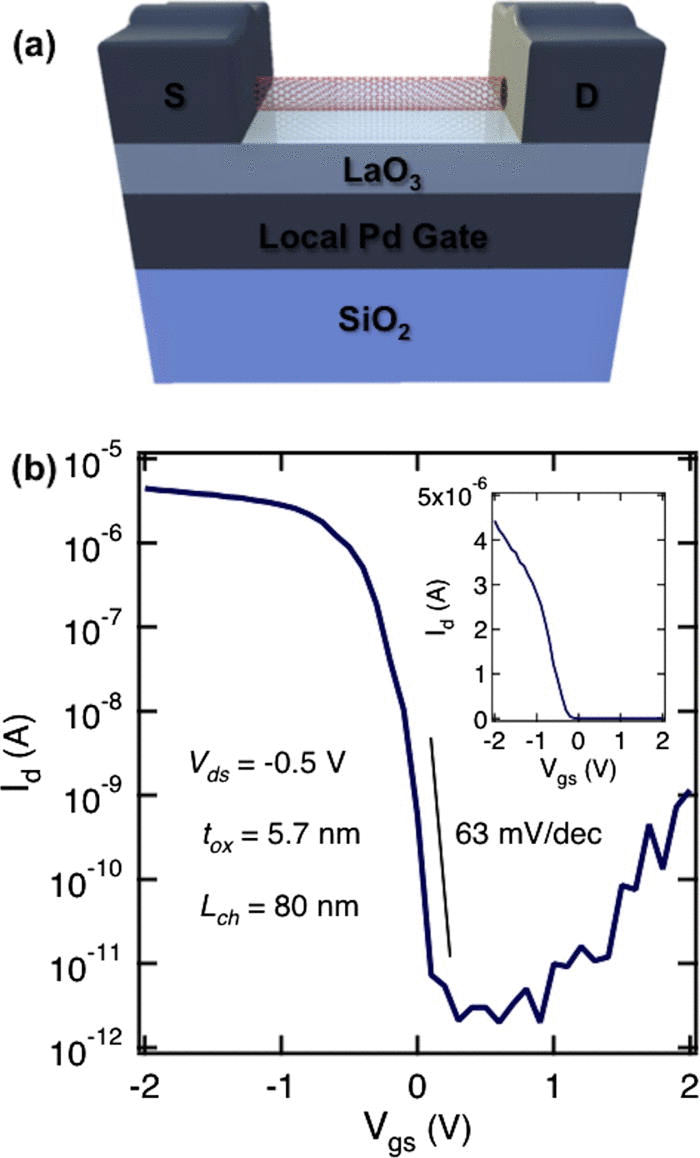 (a)
S
D
LaO₃
Local Pd Gate
SiO₂
(b)
10⁻⁵
10⁻⁶
10⁻⁷
10⁻⁸
10⁻⁹
10⁻¹⁰
10⁻¹¹
10⁻¹²
I_d (A)
-2
-1
0
1
2
V_gs (V)
V_ds = -0.5 V
t_ox = 5.7 nm
L_ch = 80 nm
63 mV/dec
5x10⁻⁶
4
3
2
1
0
I_d (A)
-2
-1
0
1
2
V_gs (V)